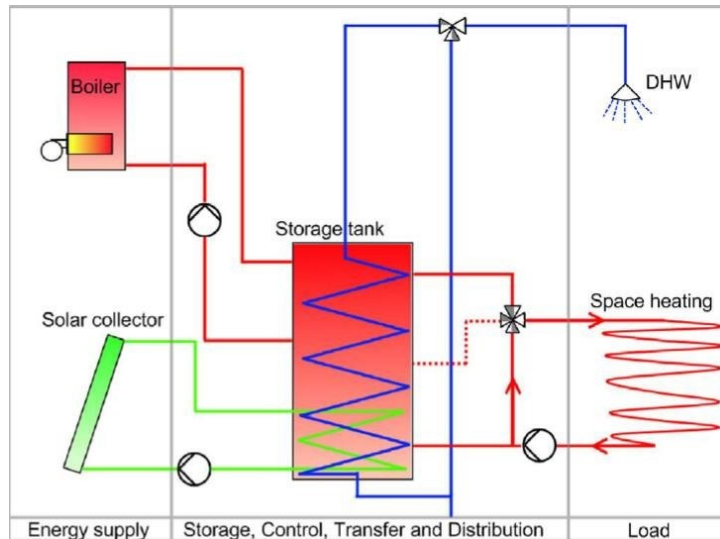 Boiler
DHW
Storage tank
Solar collector
Space heating
Energy supply
Storage, Control, Transfer and Distribution
Load